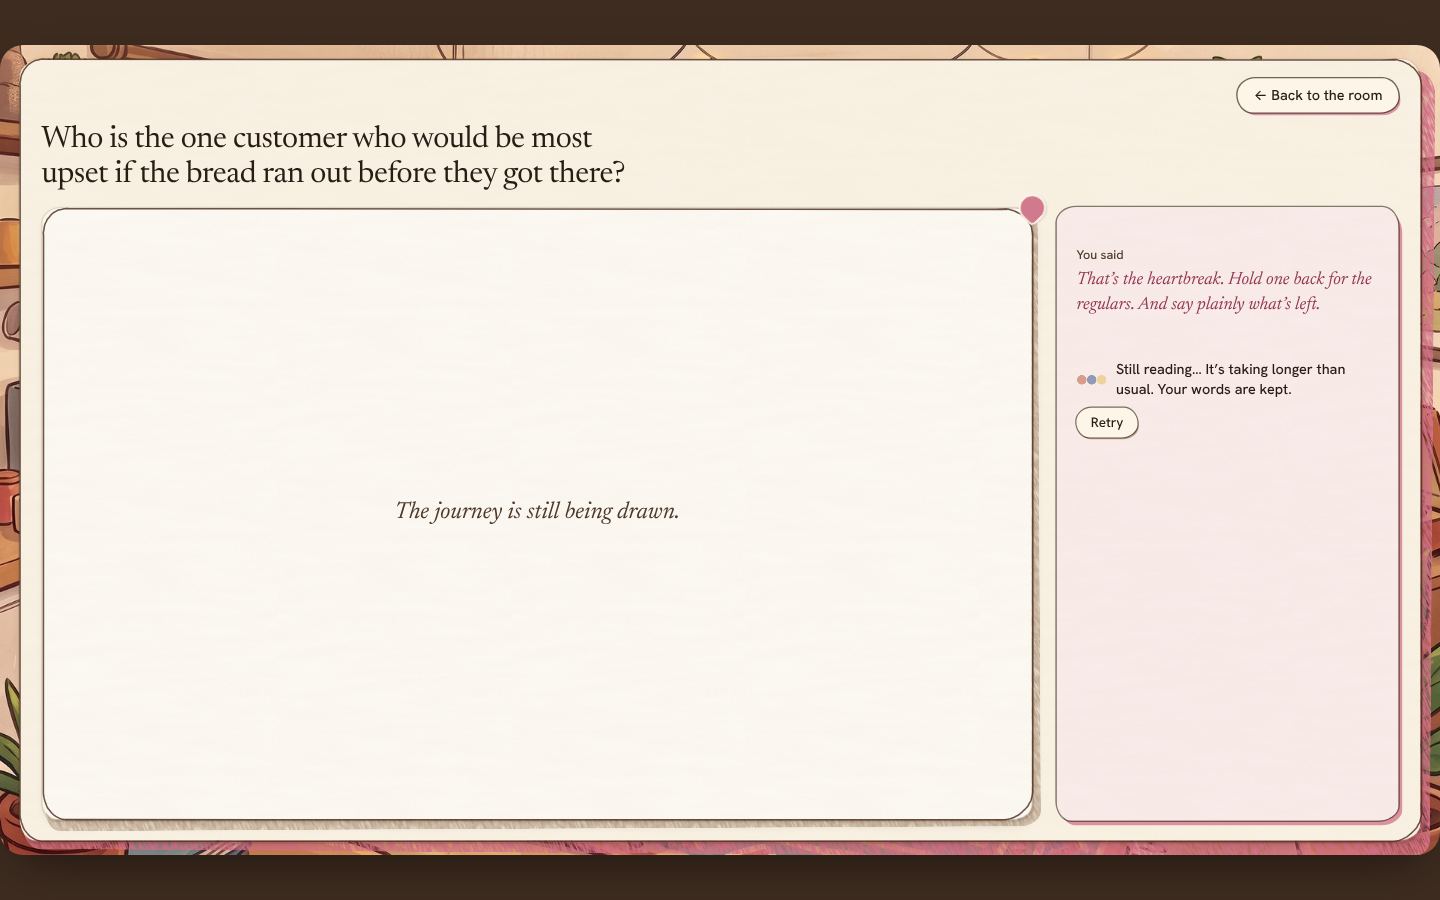 ← Back to the room
Who is the one customer who would be most
upset if the bread ran out before they got there?
You said
That’s the heartbreak. Hold one back for the
regulars. And say plainly what’s left.
Still reading… It’s taking longer than
usual. Your words are kept.
Retry
The journey is still being drawn.